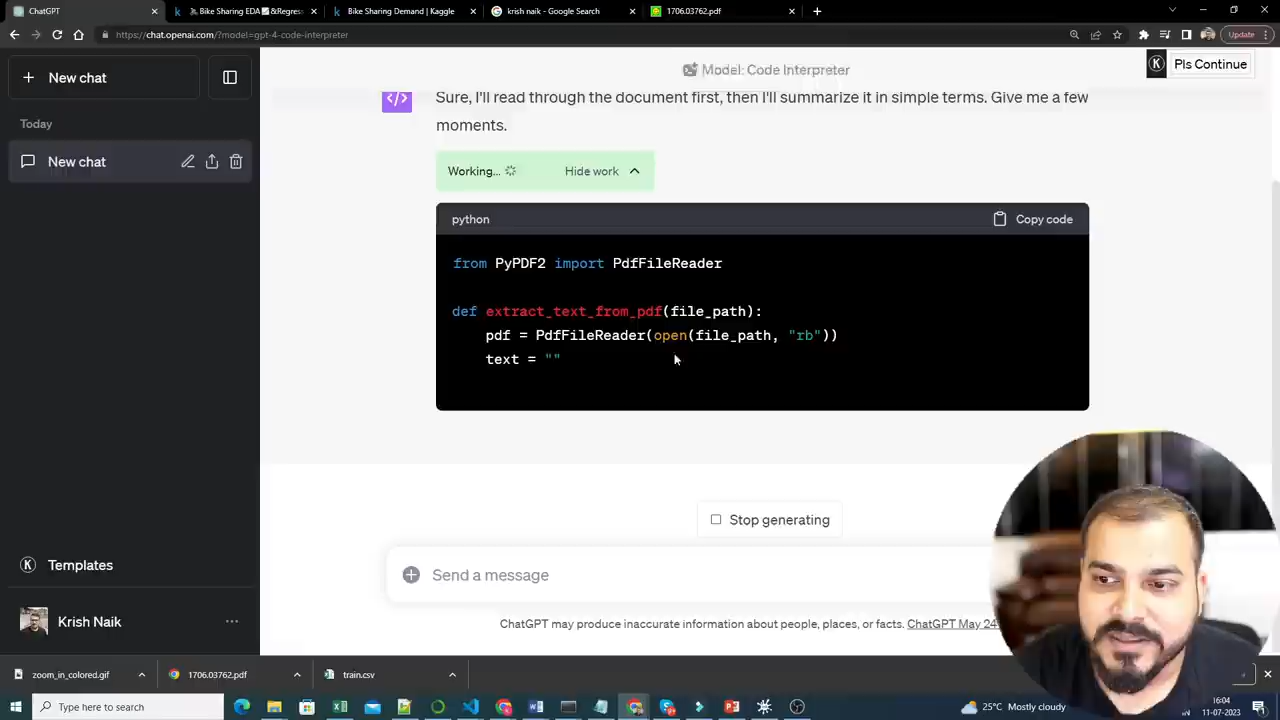 ChatGPT
Bike Sharing EDA
&Regres
Bike Sharing Demand | Kaggle
krish naik - Google Search
1706.03762.pdf
https://chat.openai.com/?model=gpt-4-code-interpreter
Update
New chat
Model: Code Interpreter
Pls Continue
Today
New chat
Sure, I'll read through the document first, then I'll summarize it in simple terms. Give me a few
moments.
Working...
Hide work
python
Copy code
from PyPDF2 import PdfFileReader
def extract_text_from_pdf(file_path):
pdf = PdfFileReader(open(file_path, "rb"))
text = ""
Stop generating
Send a message
ChatGPT may produce inaccurate information about people, places, or facts. ChatGPT May 24
Templates
Krish Naik
zoom_in_colored.gif
1706.03762.pdf
train.csv
Type here to search
25°C Mostly cloudy
16:04
11-07-2023